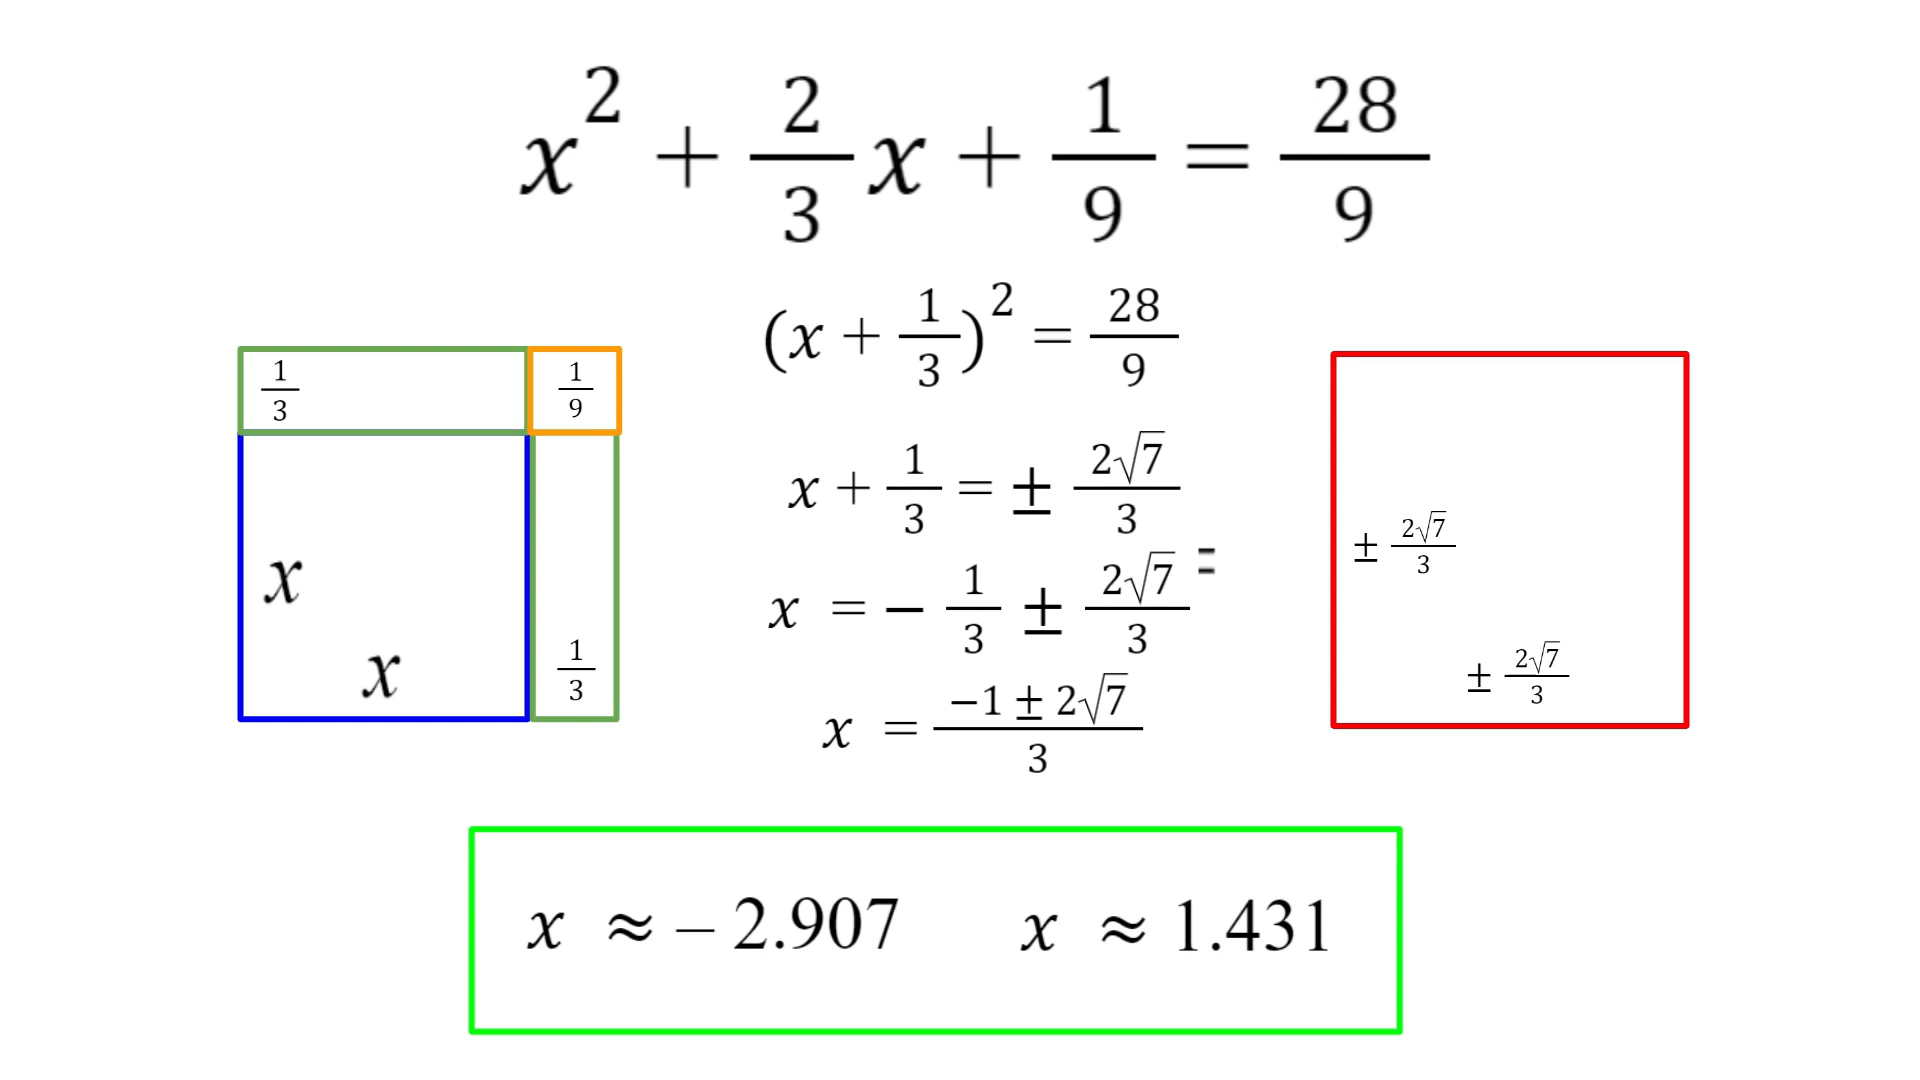 x² + 2/3 x + 1/9 = 28/9
(x + 1/3)² = 28/9
1/3
1/9
x + 1/3 = ± 2√7/3
± 2√7/3
=
x = − 1/3 ± 2√7/3
x
x
1/3
± 2√7/3
x = −1 ± 2√7/3
x ≈ – 2.907 x ≈ 1.431